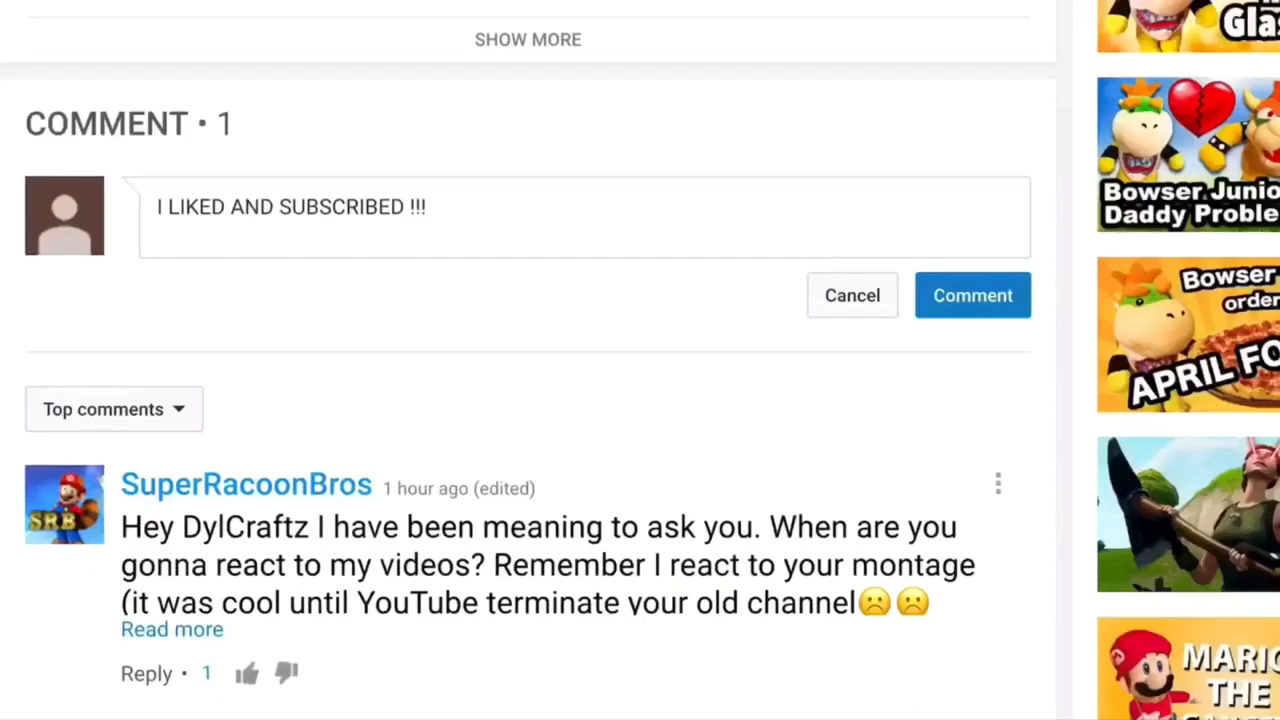 SHOW MORE
COMMENT • 1
I LIKED AND SUBSCRIBED !!!
Cancel
Comment
Top comments
SuperRacoonBros 1 hour ago (edited)
Hey DylCraftz I have been meaning to ask you. When are you
gonna react to my videos? Remember I react to your montage
(it was cool until YouTube terminate your old channel☹️☹️
Read more
Reply • 1
SRB
Bowser Junio
Daddy Proble
Bowser
order
APRIL FO
MARIO
THE